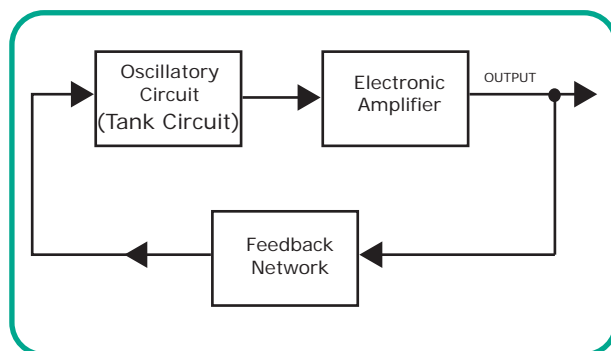 Oscillatory
Circuit
(Tank Circuit)
Electronic
Amplifier
OUTPUT
Feedback
Network